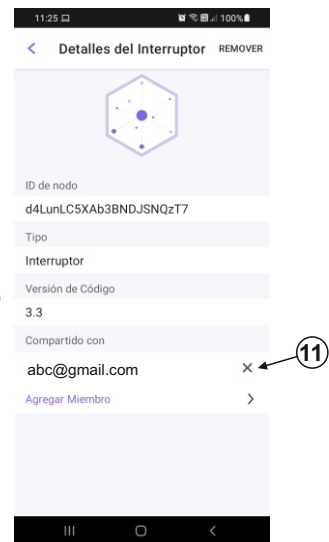 11:25
100%
Detalles del Interruptor REMOVER
ID de nodo
d4LunLC5XAb3BNDJSNQzT7
Tipo
Interruptor
Versión de Código
3.3
Compartido con
abc@gmail.com
11
Agregar Miembro